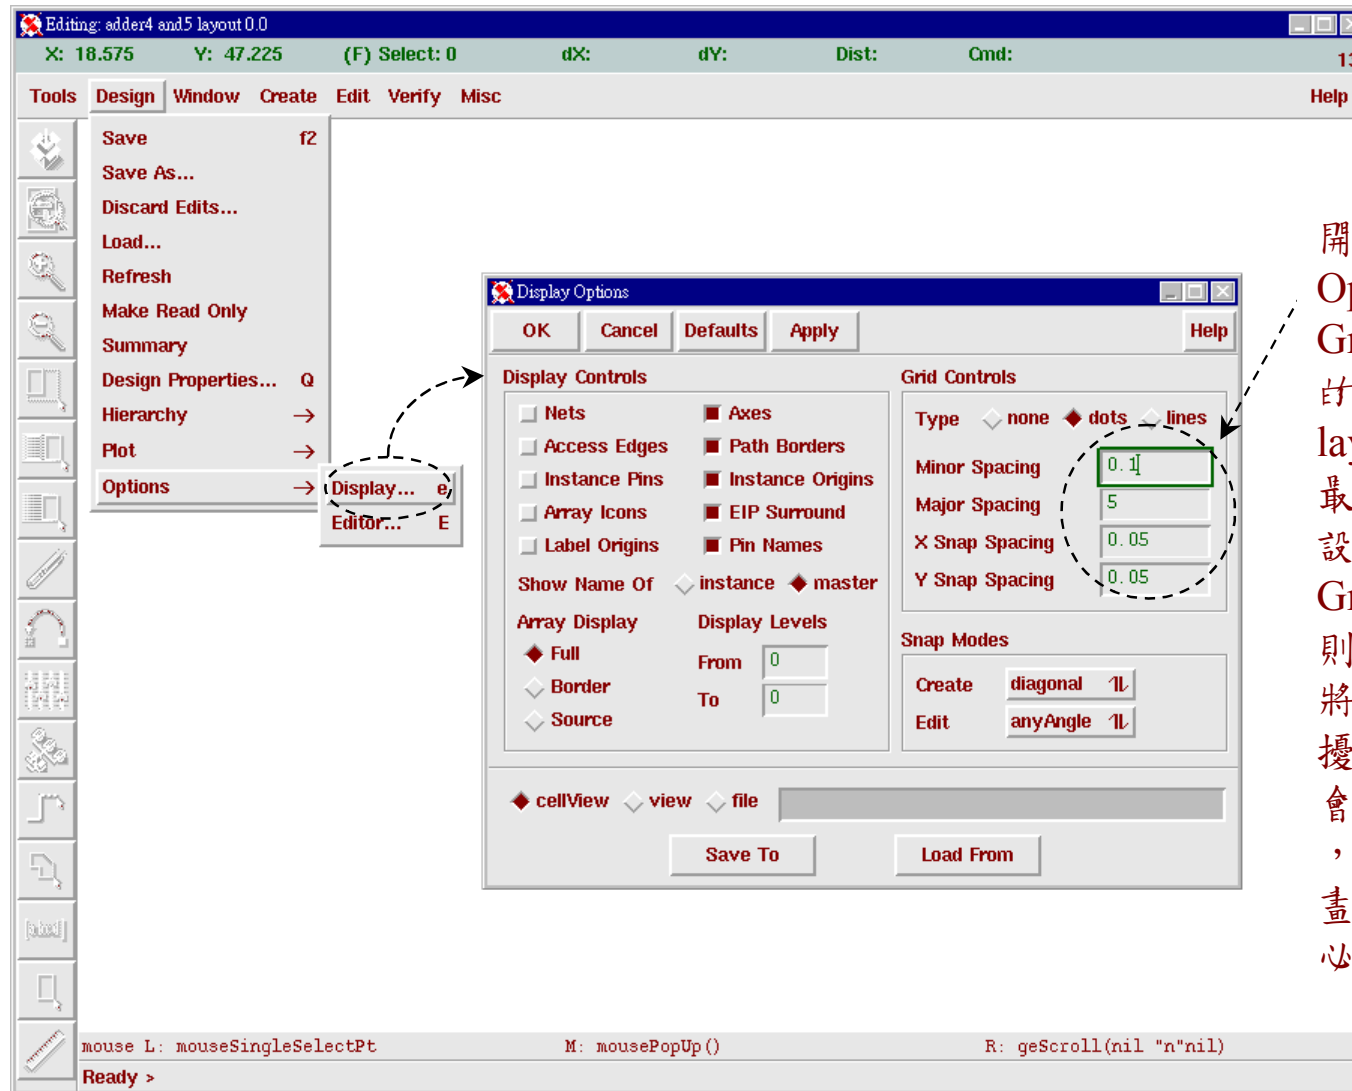 Editing: adder4 and5 layout 0.0
X: 18.575 Y: 47.225 (F) Select: 0 dX: dY: Dist: Cmd: 13
Tools Design Window Create Edit Verify Misc Help
Save f2
Save As...
Discard Edits...
Load...
Refresh
Make Read Only
Summary
Design Properties... Q
Hierarchy →
Plot →
Options →
Display... e
Editor... E
Display Options
OK Cancel Defaults Apply Help
Display Controls
Nets Axes
Access Edges Path Borders
Instance Pins Instance Origins
Array Icons EIP Surround
Label Origins Pin Names
Show Name Of instance master
Array Display Display Levels
Full From 0
Border To 0
Source
Grid Controls
Type none dots lines
Minor Spacing 0.1
Major Spacing 5
X Snap Spacing 0.05
Y Snap Spacing 0.05
Snap Modes
Create diagonal
Edit anyAngle
cellView view file
Save To Load From
開
Op
Gr
的
lay
最
設
Gr
則
將
擾
會
，
畫
必
[abcd]
mouse L: mouseSingleSelectPt M: mousePopUp() R: geScroll(nil "n"nil)
Ready >